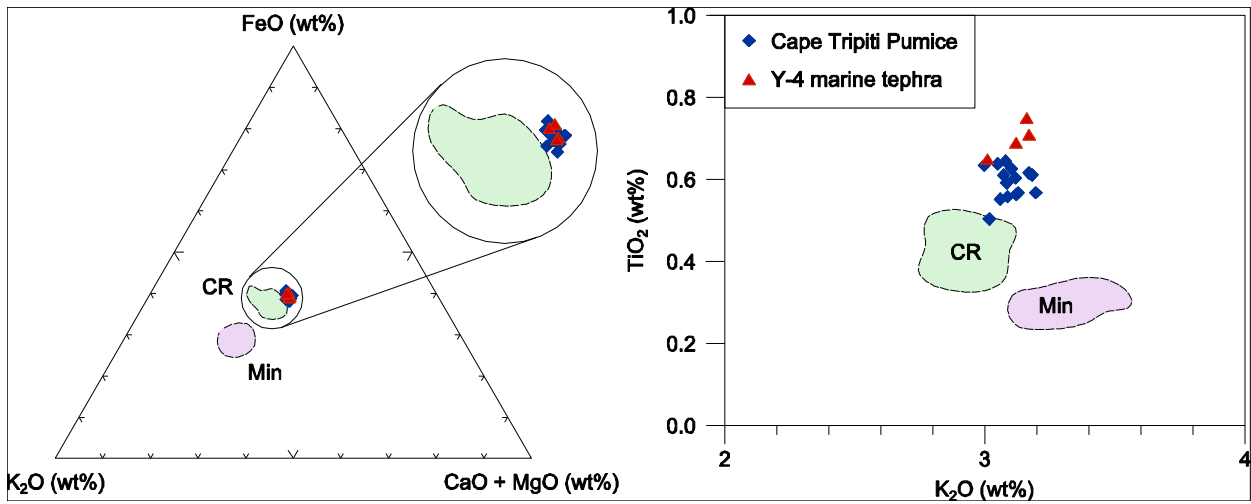 FeO (wt%)
CR
Min
K₂O (wt%)
CaO + MgO (wt%)
1.0
0.8
0.6
0.4
0.2
0.0
TiO₂ (wt%)
Cape Tripiti Pumice
Y-4 marine tephra
CR
Min
2
3
4
K₂O (wt%)